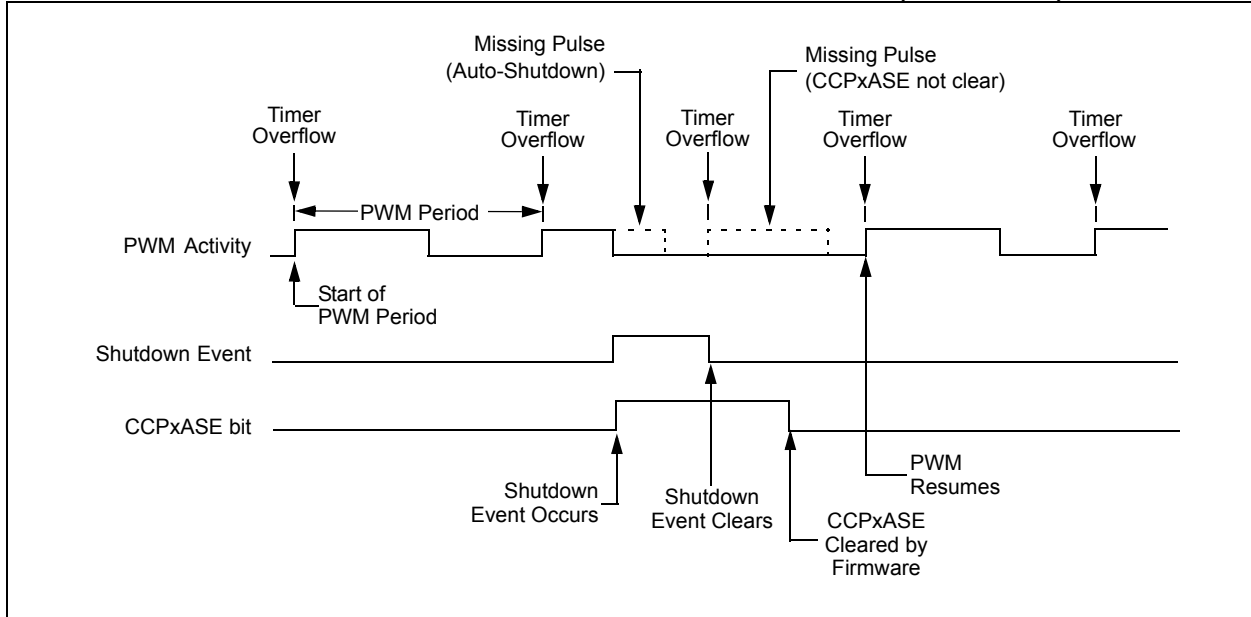 Missing Pulse
(Auto-Shutdown)
Missing Pulse
(CCPxASE not clear)
Timer
Overflow
Timer
Overflow
Timer
Overflow
Timer
Overflow
Timer
Overflow
PWM Period
PWM Activity
Start of
PWM Period
Shutdown Event
CCPxASE bit
Shutdown
Event Occurs
Shutdown
Event Clears
CCPxASE
Cleared by
Firmware
PWM
Resumes